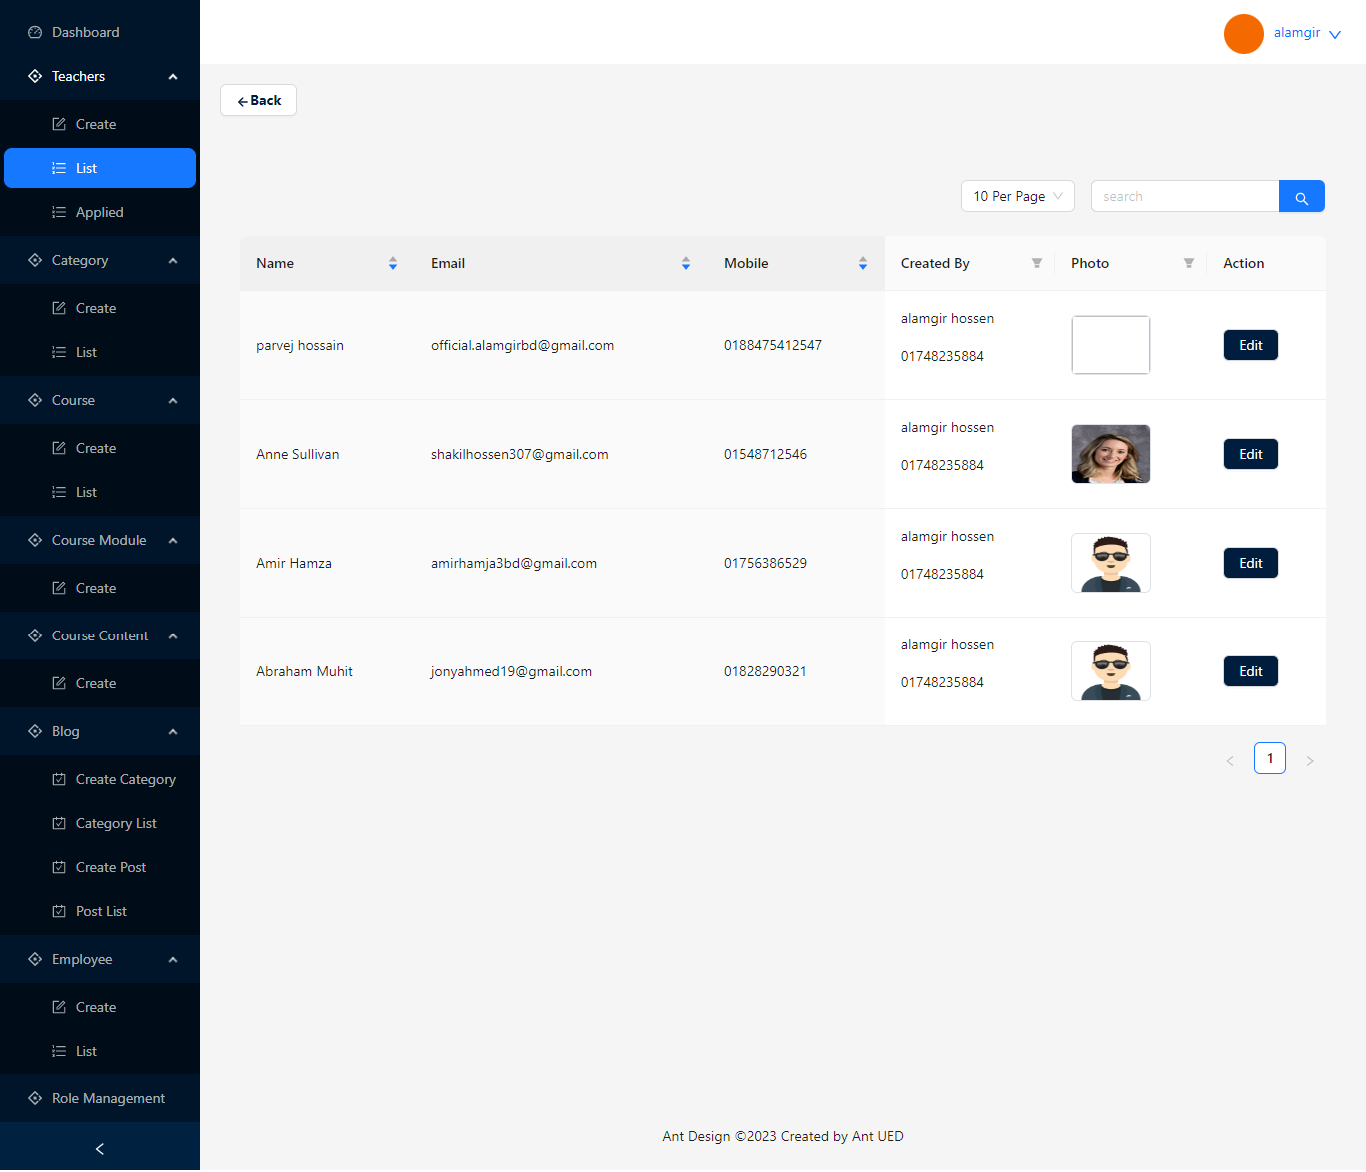 Dashboard
Teachers
Create
List
Applied
Category
Create
List
Course
Create
List
Course Module
Create
Course Content
Create
Blog
Create Category
Category List
Create Post
Post List
Employee
Create
List
Role Management
alamgir
Back
10 Per Page
search
Name Email Mobile Created By Photo Action
parvej hossain official.alamgirbd@gmail.com 0188475412547 alamgir hossen Edit
01748235884
Anne Sullivan shakilhossen307@gmail.com 01548712546 alamgir hossen Edit
01748235884
Amir Hamza amirhamja3bd@gmail.com 01756386529 alamgir hossen Edit
01748235884
Abraham Muhit jonyahmed19@gmail.com 01828290321 alamgir hossen Edit
01748235884
1
Ant Design ©2023 Created by Ant UED